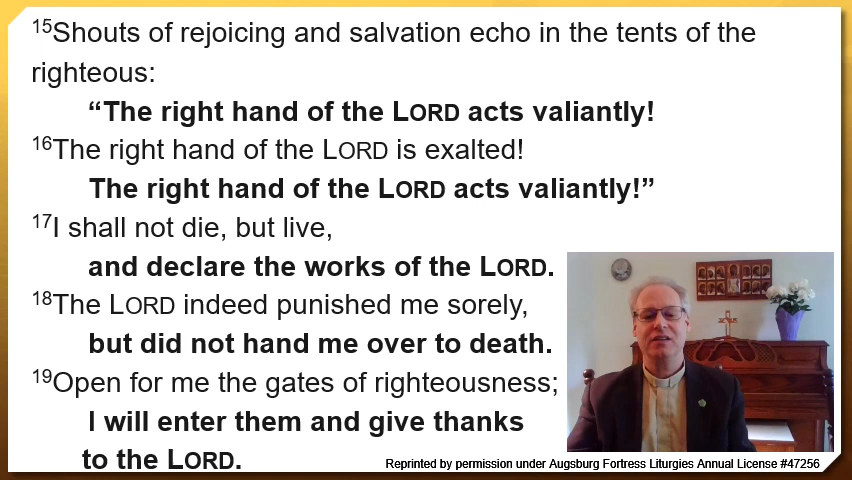 15Shouts of rejoicing and salvation echo in the tents of the
righteous:
“The right hand of the LORD acts valiantly!
16The right hand of the LORD is exalted!
The right hand of the LORD acts valiantly!”
17I shall not die, but live,
and declare the works of the LORD.
18The LORD indeed punished me sorely,
but did not hand me over to death.
19Open for me the gates of righteousness;
I will enter them and give thanks
to the LORD.
Reprinted by permission under Augsburg Fortress Liturgies Annual License #47256